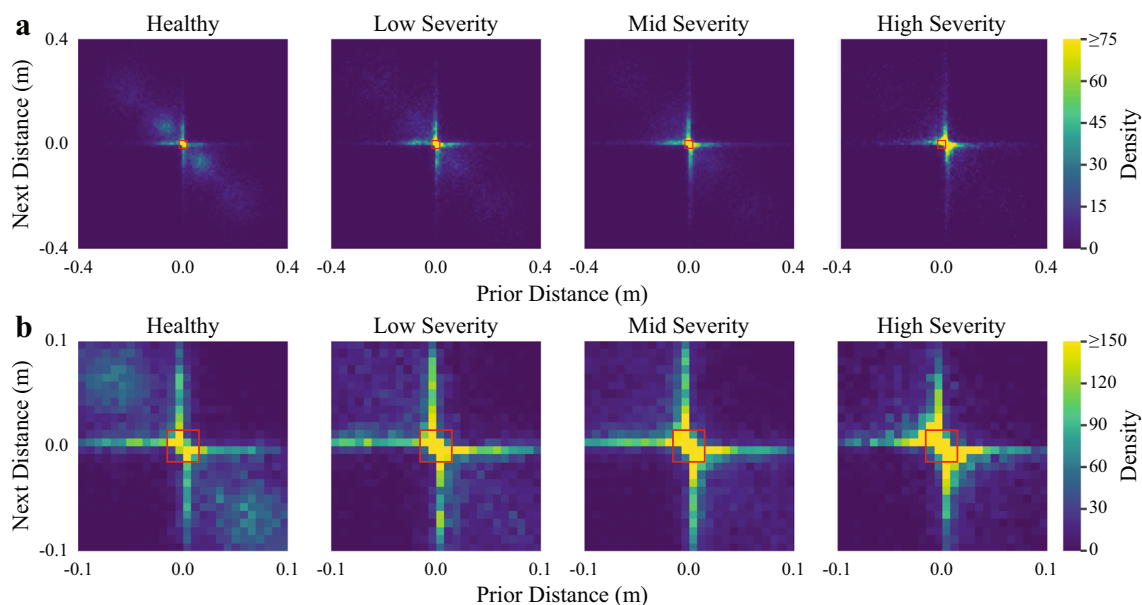 a
Healthy
Low Severity
Mid Severity
High Severity
Next Distance (m)
0.4
0.0
-0.4
-0.4 0.0 0.4
-0.4 0.0 0.4
-0.4 0.0 0.4
-0.4 0.0 0.4
Prior Distance (m)
≥75
60
45
30
15
0
Density
b
Healthy
Low Severity
Mid Severity
High Severity
Next Distance (m)
0.1
0.0
-0.1
-0.1 0.0 0.1
-0.1 0.0 0.1
-0.1 0.0 0.1
-0.1 0.0 0.1
Prior Distance (m)
≥150
120
90
60
30
0
Density